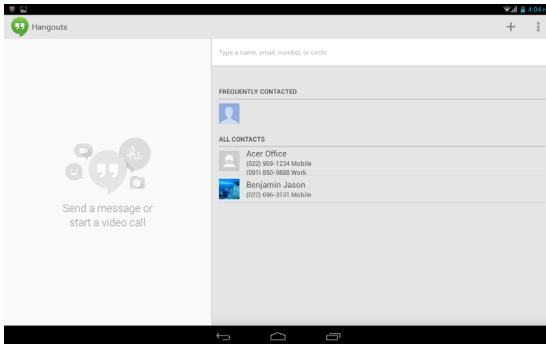 4:04
Hangouts
Type a name, email, number, or circle
FREQUENTLY CONTACTED
ALL CONTACTS
Acer Office
(022) 969-1234 Mobile
(091) 850-9888 Work
Benjamin Jason
(022) 696-3131 Mobile
hi
Send a message or
start a video call